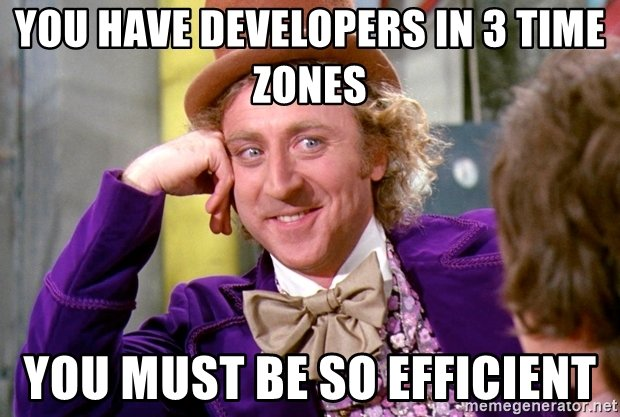 YOU HAVE DEVELOPERS IN 3 TIME
ZONES
YOU MUST BE SO EFFICIENT
memegenerator.net